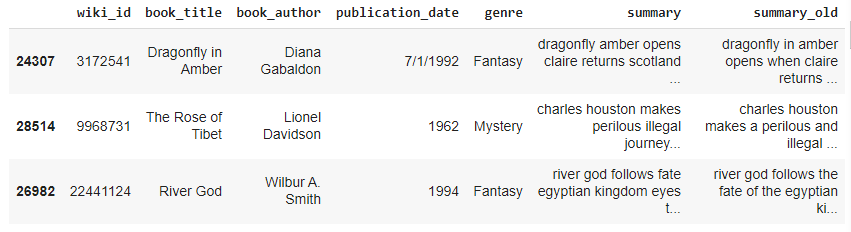 wiki_id book_title book_author publication_date genre summary summary_old
24307 3172541 Dragonfly in Amber Diana Gabaldon 7/1/1992 Fantasy dragonfly amber opens claire returns scotland ... dragonfly in amber opens when claire returns ...
28514 9968731 The Rose of Tibet Lionel Davidson 1962 Mystery charles houston makes perilous illegal journey... charles houston makes a perilous and illegal ...
26982 22441124 River God Wilbur A. Smith 1994 Fantasy river god follows fate egyptian kingdom eyes t... river god follows the fate of the egyptian ki...